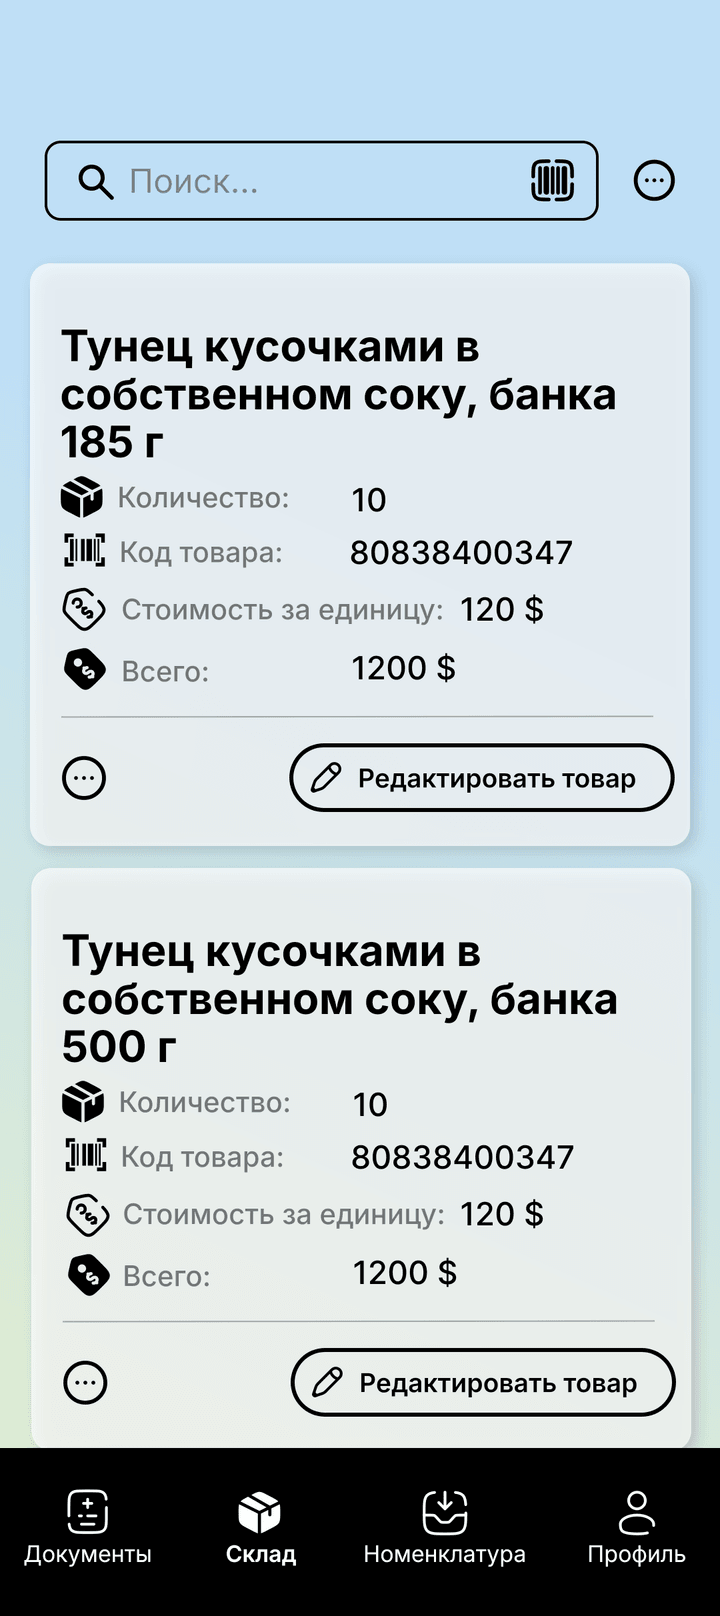 Поиск...
Тунец кусочками в
собственном соку, банка
185 г
Количество: 10
Код товара: 80838400347
Стоимость за единицу: 120 $
Всего: 1200 $
Редактировать товар
Тунец кусочками в
собственном соку, банка
500 г
Количество: 10
Код товара: 80838400347
Стоимость за единицу: 120 $
Всего: 1200 $
Редактировать товар
Документы Склад Номенклатура Профиль